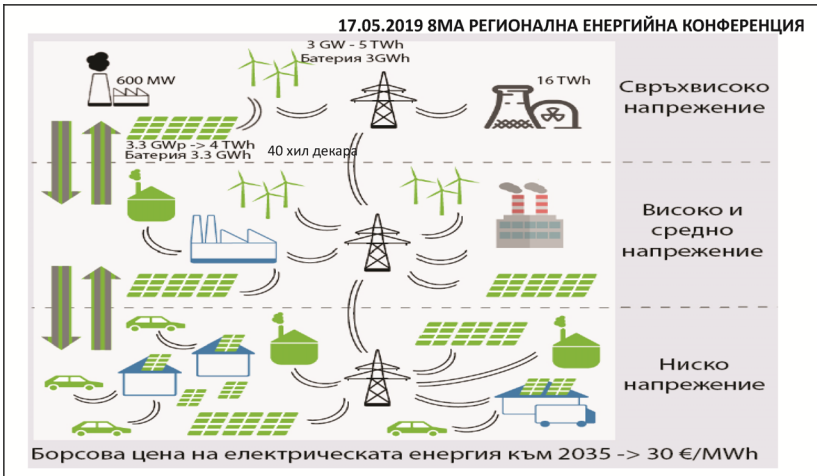 17.05.2019 8МА РЕГИОНАЛНА ЕНЕРГИЙНА КОНФЕРЕНЦИЯ
3 GW - 5 TWh
Батерия 3GWh
600 MW
16 TWh
Свръхвисоко
напрежение
3.3 GWp -> 4 TWh
Батерия 3.3 GWh
40 хил декара
Високо и
средно
напрежение
Ниско
напрежение
Борсова цена на електрическата енергия към 2035 -> 30 €/MWh